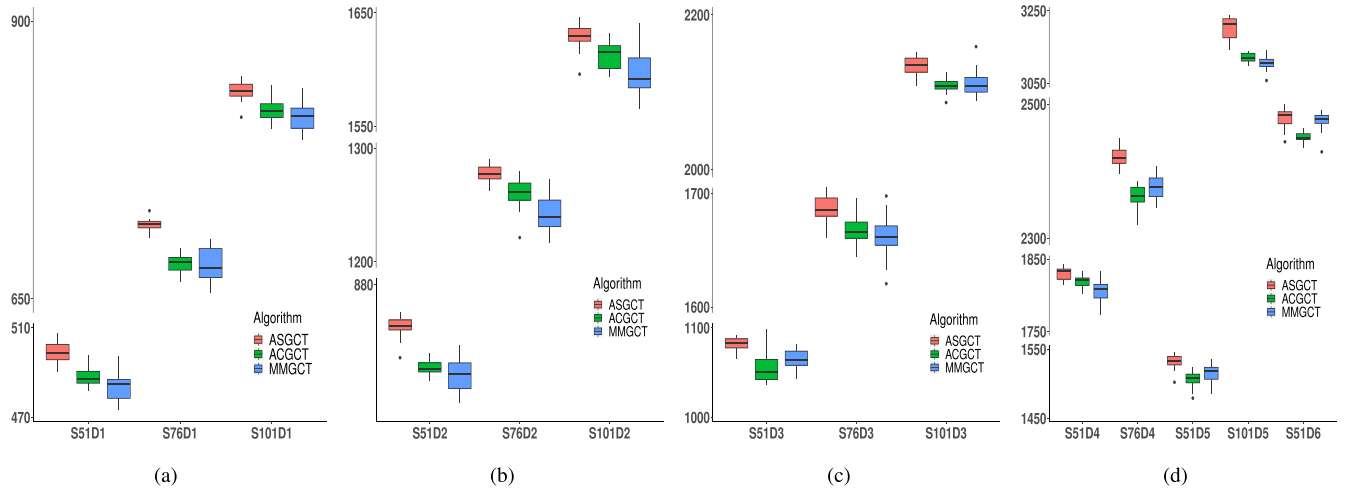 900
650
510
470
S51D1 S76D1 S101D1
Algorithm
ASGCT
ACGCT
MMGCT
(a)
1650
1550
1300
1200
880
S51D2 S76D2 S101D2
Algorithm
ASGCT
ACGCT
MMGCT
(b)
2200
2000
1700
1600
1100
1000
S51D3 S76D3 S101D3
Algorithm
ASGCT
ACGCT
MMGCT
(c)
3250
3050
2500
2300
1850
1750
1550
1450
S51D4 S76D4 S51D5 S101D5 S51D6
Algorithm
ASGCT
ACGCT
MMGCT
(d)